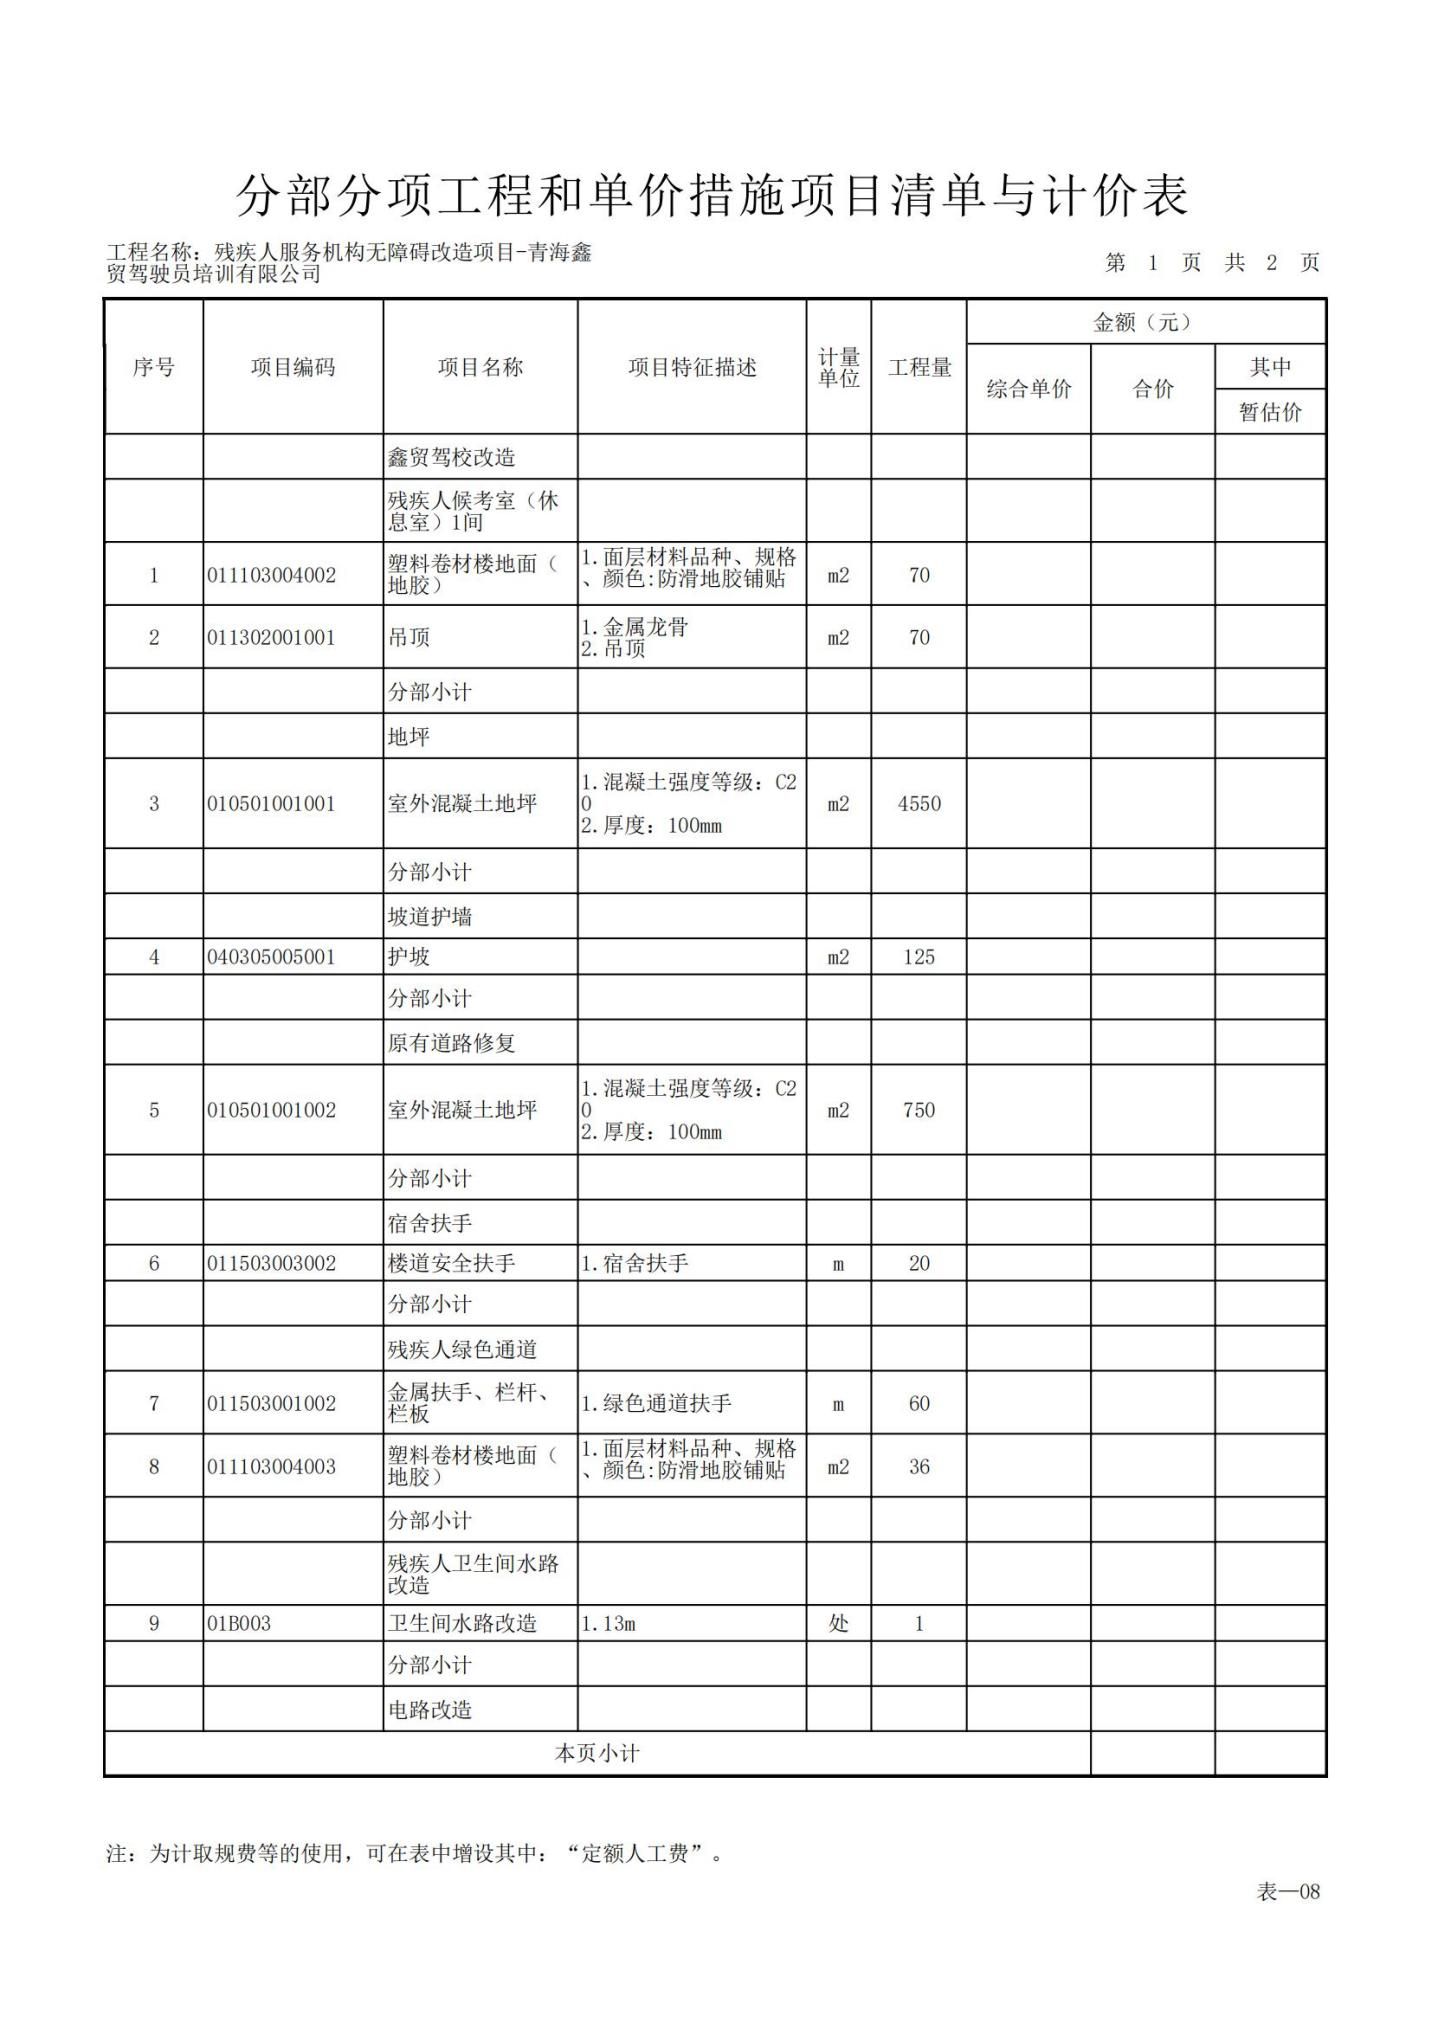 分部分项工程和单价措施项目清单与计价表
工程名称：残疾人服务机构无障碍改造项目-青海鑫
贸驾驶员培训有限公司
第 1 页 共 2 页
序号 项目编码 项目名称 项目特征描述 计量 工程量 金额（元）
单位 综合单价 合价 其中
暂估价
鑫贸驾校改造
残疾人候考室（休
息室）1间
1 011103004002 塑料卷材楼地面（ 1.面层材料品种、规格 m2 70
地胶） 、颜色:防滑地胶铺贴
2 011302001001 吊顶 1.金属龙骨 m2 70
2.吊顶
分部小计
地坪
3 010501001001 室外混凝土地坪 1.混凝土强度等级：C2 m2 4550
0
2.厚度：100mm
分部小计
坡道护墙
4 040305005001 护坡 m2 125
分部小计
原有道路修复
5 010501001002 室外混凝土地坪 1.混凝土强度等级：C2 m2 750
0
2.厚度：100mm
分部小计
宿舍扶手
6 011503003002 楼道安全扶手 1.宿舍扶手 m 20
分部小计
残疾人绿色通道
7 011503001002 金属扶手、栏杆、 1.绿色通道扶手 m 60
栏板
8 011103004003 塑料卷材楼地面（ 1.面层材料品种、规格 m2 36
地胶） 、颜色:防滑地胶铺贴
分部小计
残疾人卫生间水路
改造
9 01B003 卫生间水路改造 1.13m 处 1
分部小计
电路改造
本页小计
注：为计取规费等的使用，可在表中增设其中：“定额人工费”。
表—08